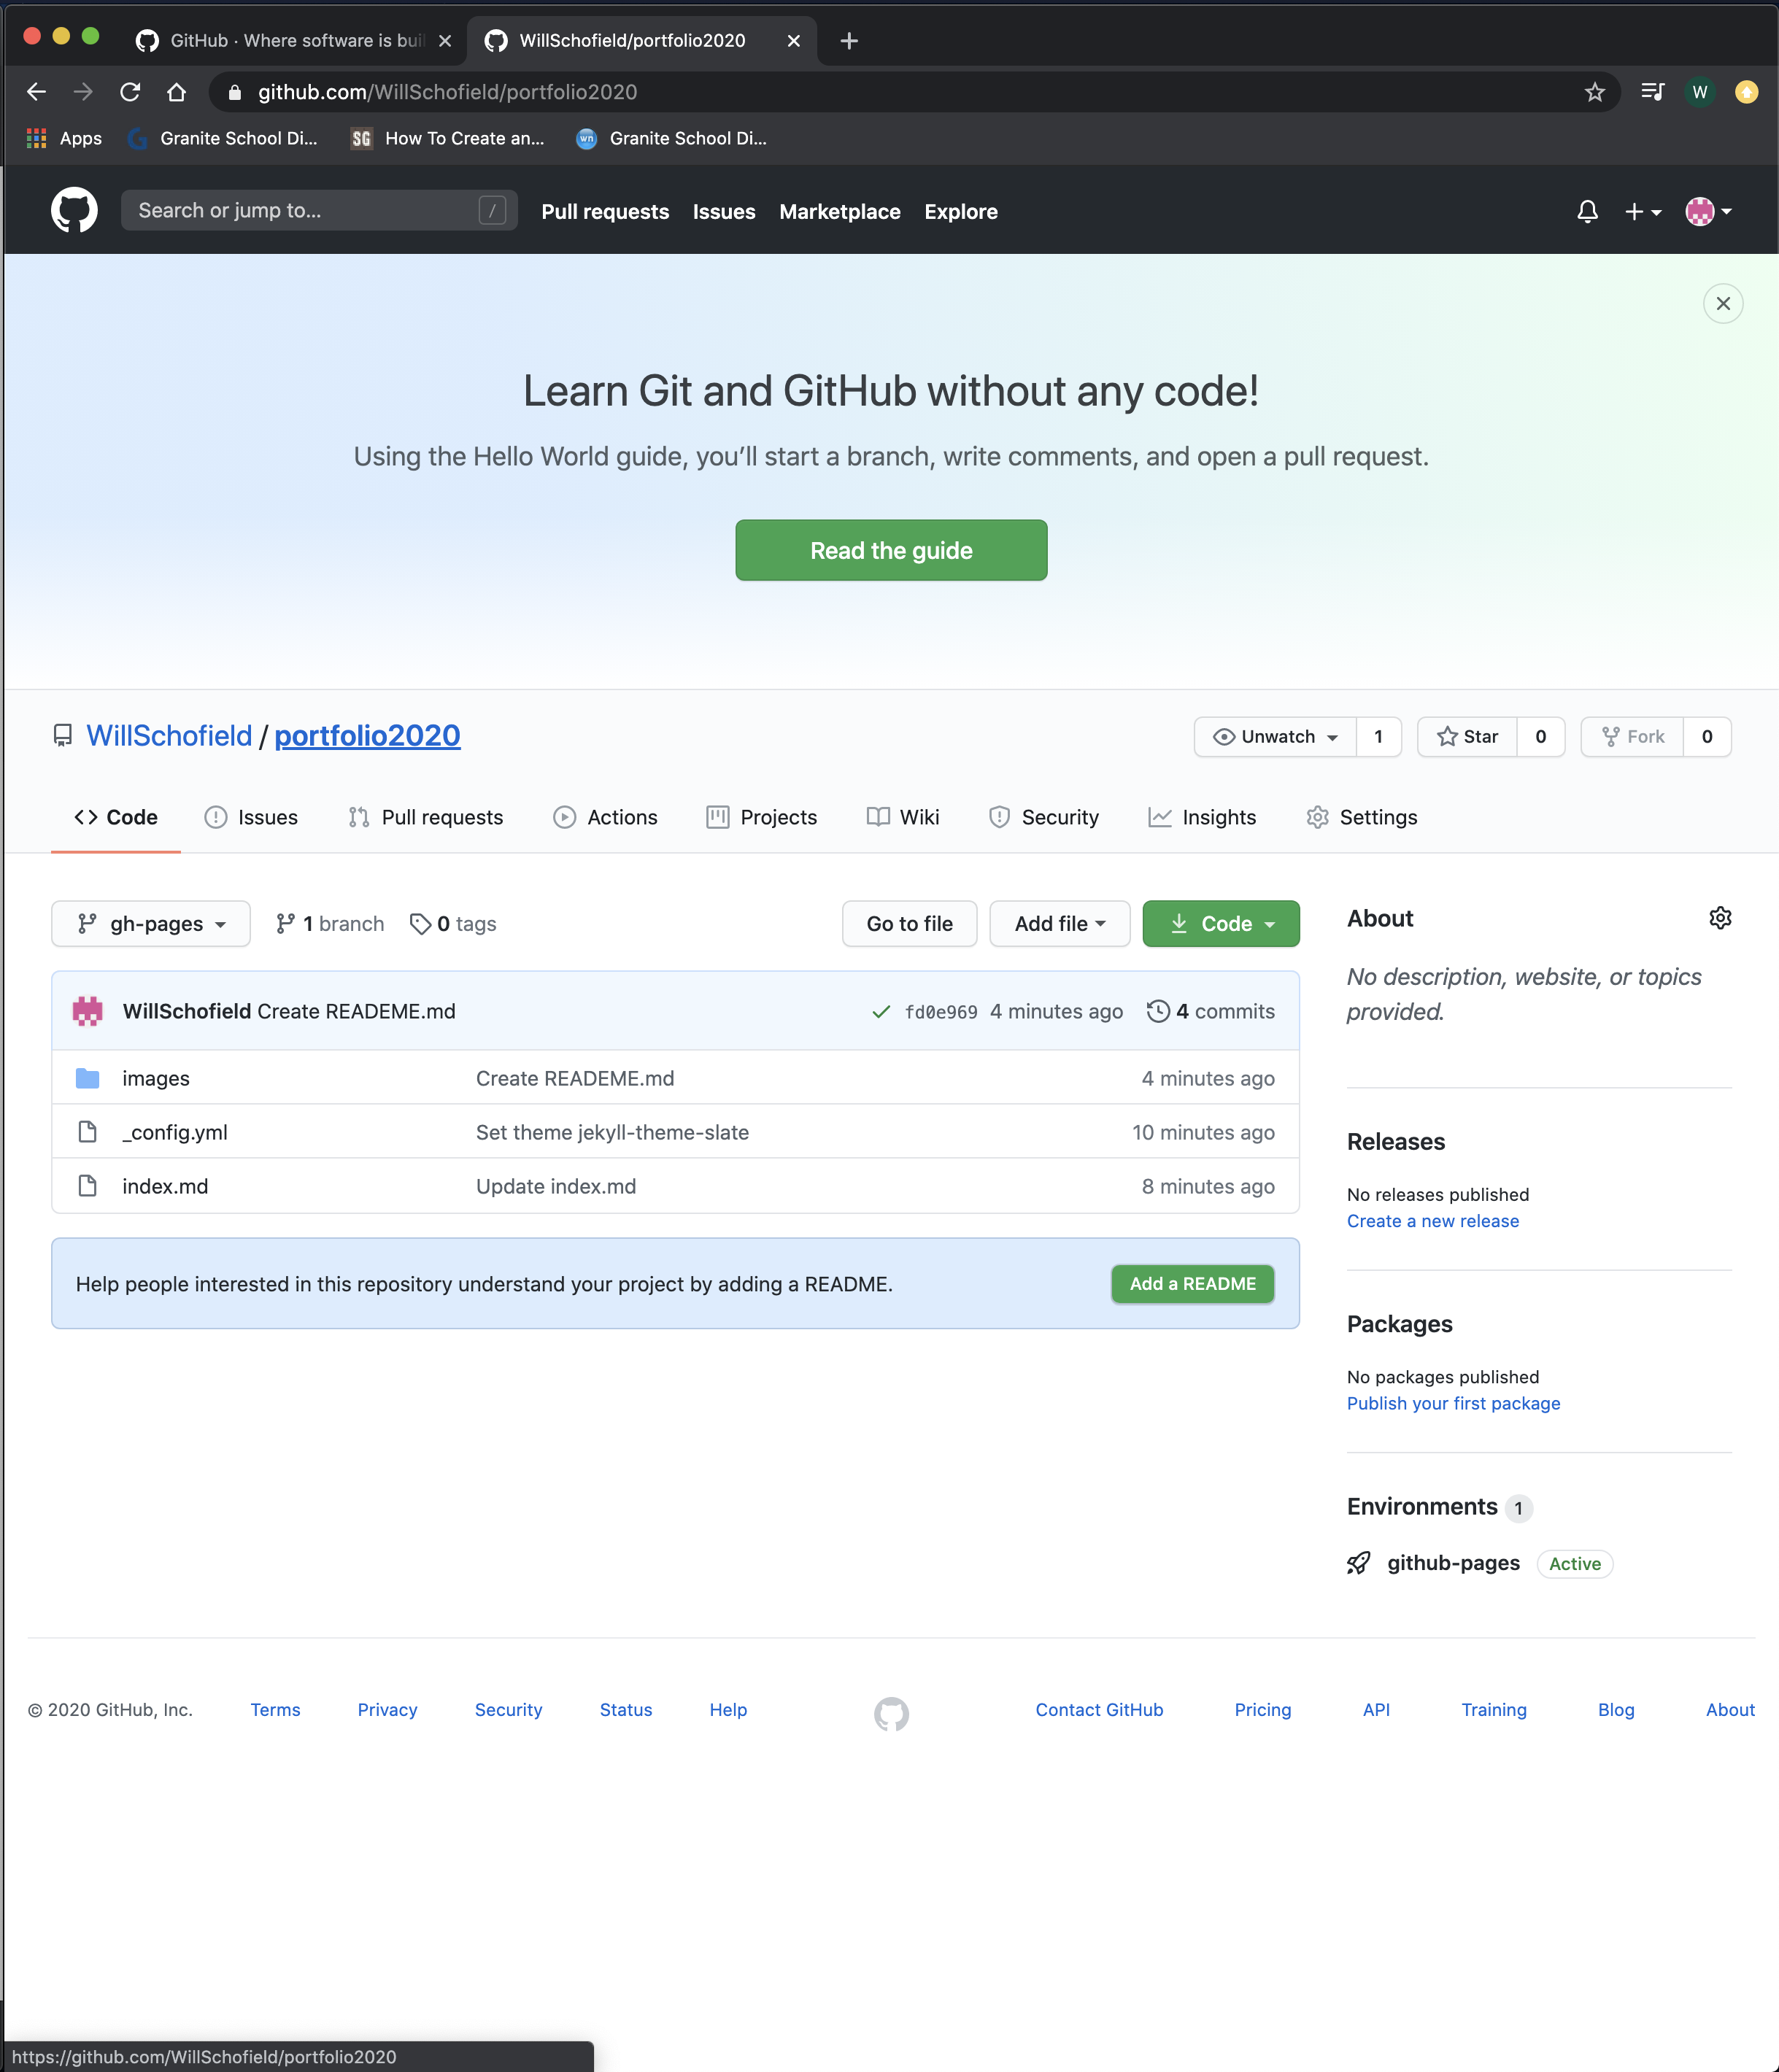 GitHub · Where software is bui
WillSchofield/portfolio2020
github.com/WillSchofield/portfolio2020
W
Apps
Granite School Di...
SG How To Create an...
wn Granite School Di...
Search or jump to... /
Pull requests Issues Marketplace Explore
Learn Git and GitHub without any code!
Using the Hello World guide, you’ll start a branch, write comments, and open a pull request.
Read the guide
WillSchofield / portfolio2020
Unwatch 1 Star 0 Fork 0
Code Issues Pull requests Actions Projects Wiki Security Insights Settings
gh-pages 1 branch 0 tags Go to file Add file Code
WillSchofield Create READEME.md fd0e969 4 minutes ago 4 commits
images Create READEME.md 4 minutes ago
_config.yml Set theme jekyll-theme-slate 10 minutes ago
index.md Update index.md 8 minutes ago
Help people interested in this repository understand your project by adding a README. Add a README
About
No description, website, or topics
provided.
Releases
No releases published
Create a new release
Packages
No packages published
Publish your first package
Environments 1
github-pages Active
© 2020 GitHub, Inc. Terms Privacy Security Status Help Contact GitHub Pricing API Training Blog About
https://github.com/WillSchofield/portfolio2020